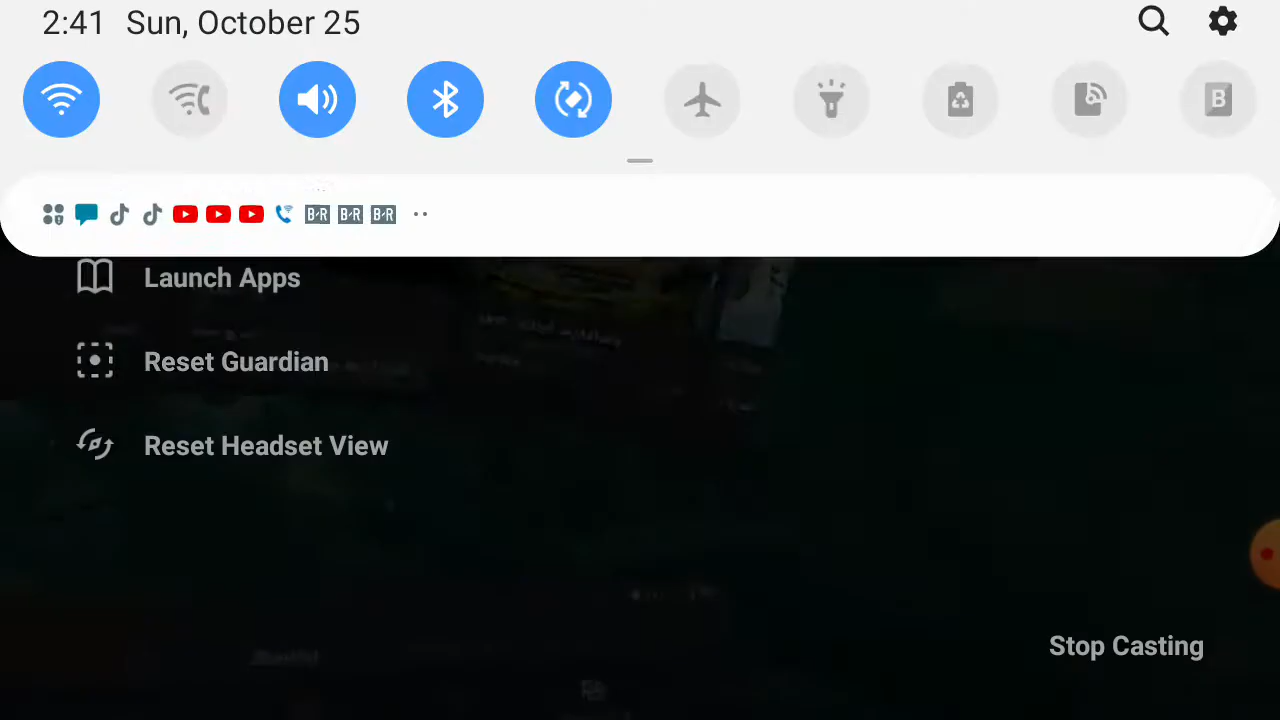 2:41 Sun, October 25
B
B/R B/R B/R
Launch Apps
Reset Guardian
Reset Headset View
Stop Casting